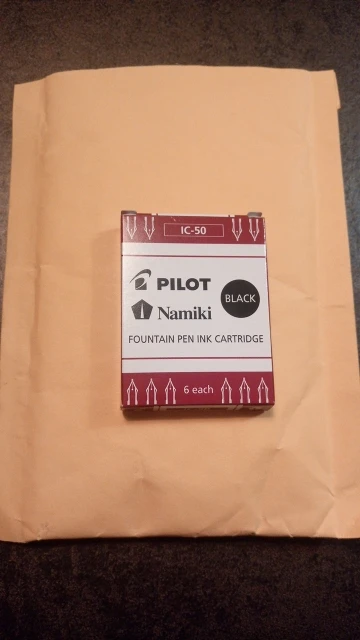 IC-50
PILOT
Namiki
BLACK
FOUNTAIN PEN INK CARTRIDGE
6 each